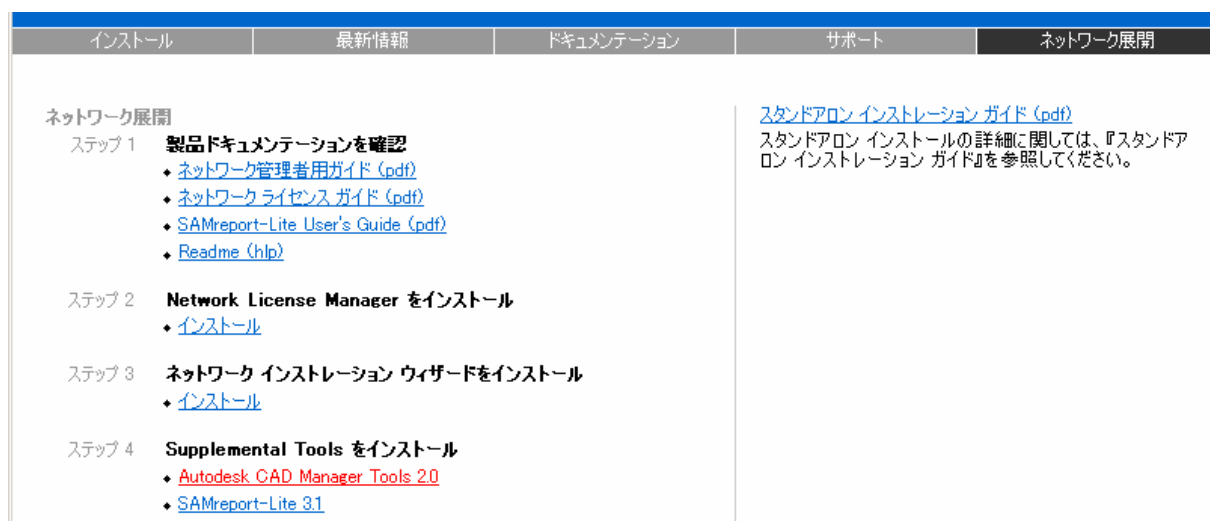 インストール
最新情報
ドキュメンテーション
サポート
ネットワーク展開
ネットワーク展開
ステップ 1 製品ドキュメンテーションを確認
ネットワーク管理者用ガイド (pdf)
ネットワーク ライセンス ガイド (pdf)
SAMreport-Lite User's Guide (pdf)
Readme (hlp)
ステップ 2 Network License Manager をインストール
インストール
ステップ 3 ネットワーク インストレーション ウィザードをインストール
インストール
ステップ 4 Supplemental Tools をインストール
Autodesk CAD Manager Tools 2.0
SAMreport-Lite 3.1
スタンドアロン インストレーション ガイド (pdf)
スタンドアロン インストールの詳細に関しては、『スタンドア
ロン インストレーション ガイド』を参照してください。